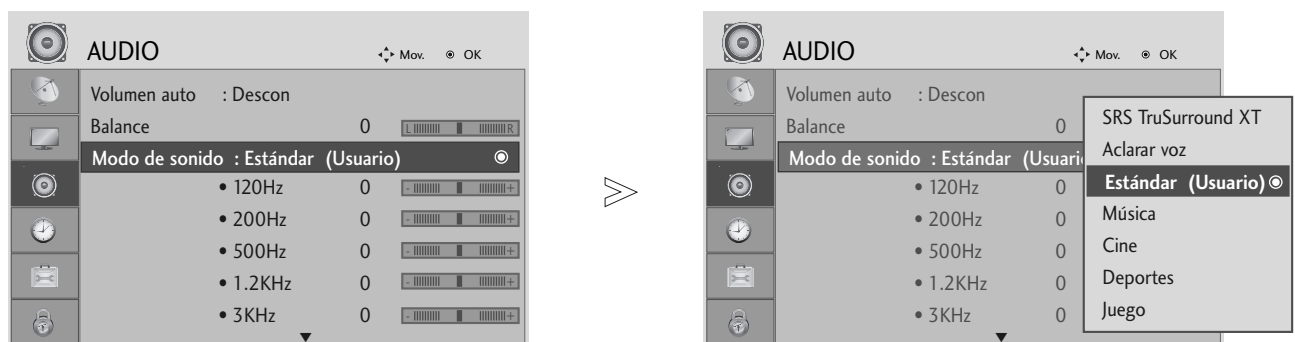 AUDIO Mov. OK
Volumen auto : Descon
Balance 0 L R
Modo de sonido : Estándar (Usuario)
• 120Hz 0 - +
• 200Hz 0 - +
• 500Hz 0 - +
• 1.2KHz 0 - +
• 3KHz 0 - +
AUDIO Mov. OK
Volumen auto : Descon
Balance 0
Modo de sonido : Estándar (Usuari
• 120Hz 0
• 200Hz 0
• 500Hz 0
• 1.2KHz 0
• 3KHz 0
SRS TruSurround XT
Aclarar voz
Estándar (Usuario)
Música
Cine
Deportes
Juego